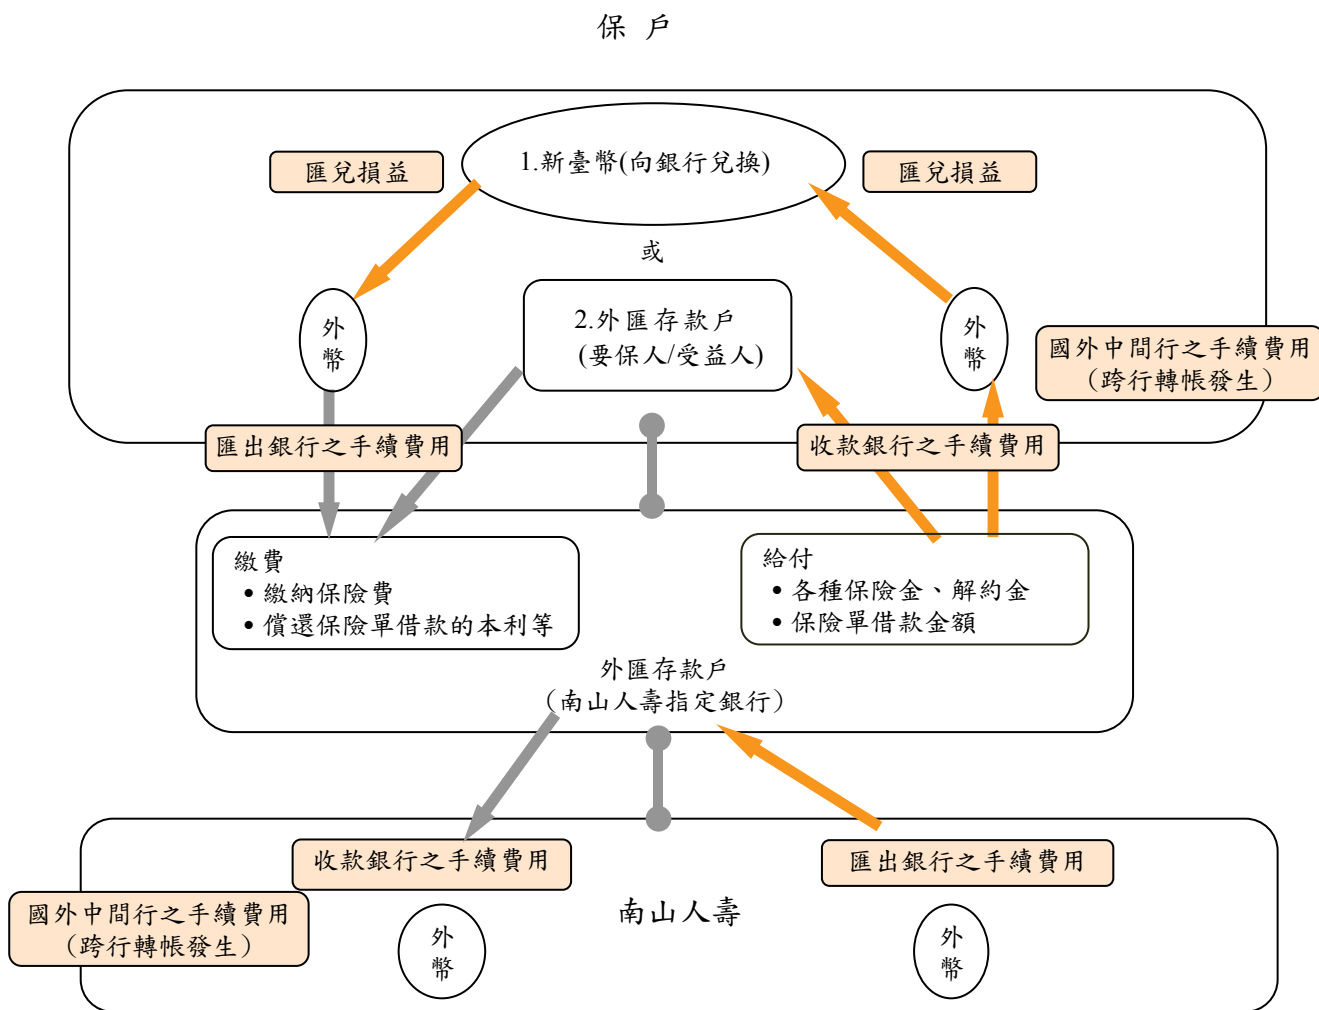 保 戶
1.新臺幣(向銀行兌換)
匯兌損益
匯兌損益
或
外
幣
2.外匯存款戶
(要保人/受益人)
外
幣
國外中間行之手續費用
（跨行轉帳發生）
匯出銀行之手續費用
收款銀行之手續費用
繳費
• 繳納保險費
• 償還保險單借款的本利等
給付
• 各種保險金、解約金
• 保險單借款金額
外匯存款戶
（南山人壽指定銀行）
收款銀行之手續費用
匯出銀行之手續費用
國外中間行之手續費用
（跨行轉帳發生）
南山人壽
外
幣
外
幣